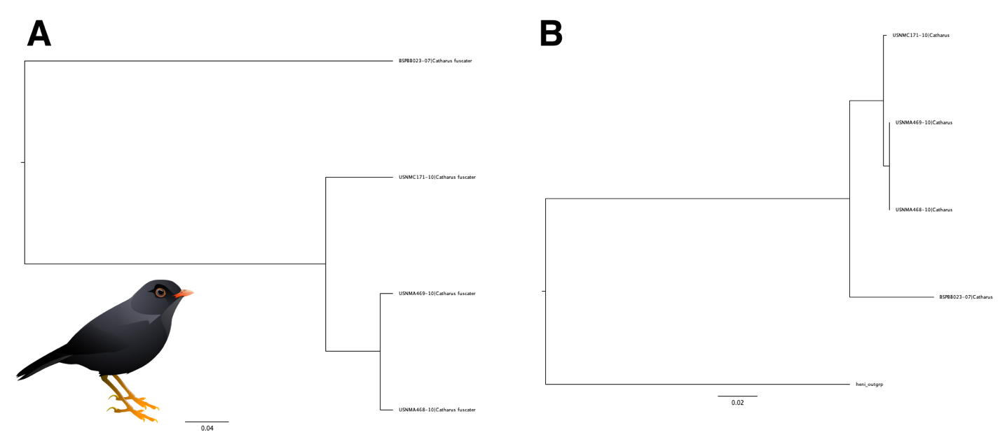 A
BSPBB023-07|Catharus fuscater
USNMC171-10|Catharus fuscater
USNMA469-10|Catharus fuscater
USNMA468-10|Catharus fuscater
0.04
B
USNMC171-10|Catharus
USNMA469-10|Catharus
USNMA468-10|Catharus
BSPBB023-07|Catharus
heni_outgrp
0.02